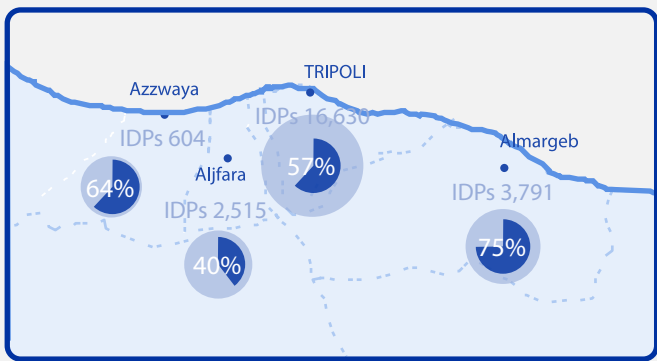 TRIPOLI
Azzwaya
IDPs 16,630
IDPs 604
Almargeb
57%
Aljfara
64%
IDPs 3,791
IDPs 2,515
75%
40%